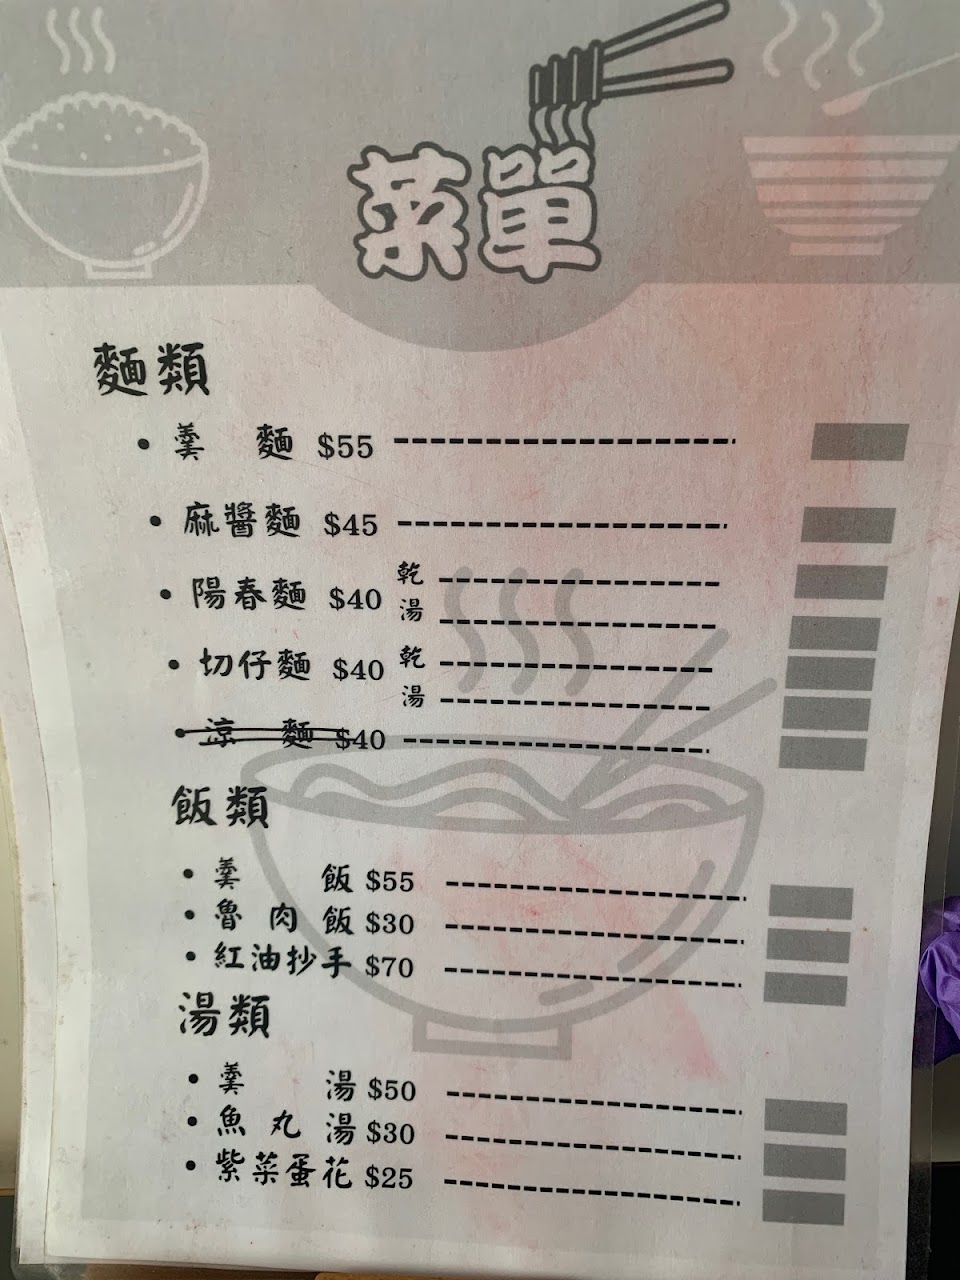 菜單
麵類
• 羹 麵 $55
• 麻醬麵 $45
• 陽春麵 $40 乾
湯
• 切仔麵 $40 乾
湯
• 涼 麵 $40
飯類
• 羹 飯 $55
• 魯肉飯 $30
• 紅油抄手 $70
湯類
• 羹 湯 $50
• 魚丸湯 $30
• 紫菜蛋花 $25